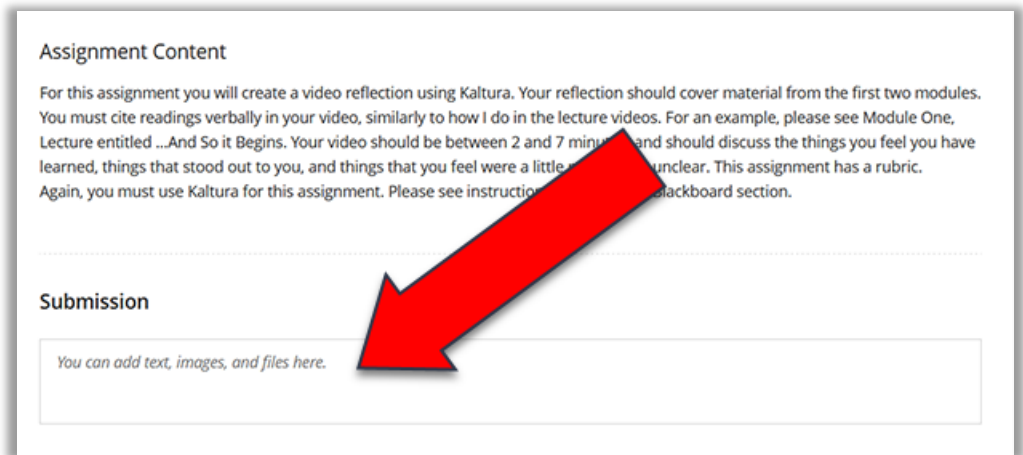 Assignment Content
For this assignment you will create a video reflection using Kaltura. Your reflection should cover material from the first two modules.
You must cite readings verbally in your video, similarly to how I do in the lecture videos. For an example, please see Module One,
Lecture entitled ...And So it Begins. Your video should be between 2 and 7 and should discuss the things you feel you have
learned, things that stood out to you, and things that you feel were a little unclear. This assignment has a rubric.
Again, you must use Kaltura for this assignment. Please see Blackboard section.
Submission
You can add text, images, and files here.